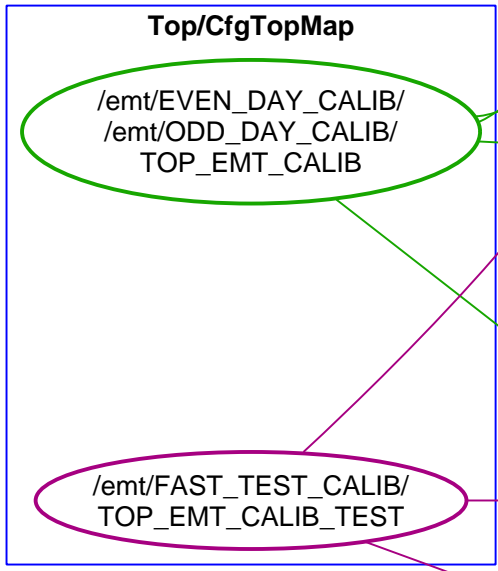 Top/CfgTopMap
/emt/EVEN_DAY_CALIB/
/emt/ODD_DAY_CALIB/
TOP_EMT_CALIB
/emt/FAST_TEST_CALIB/
TOP_EMT_CALIB_TEST